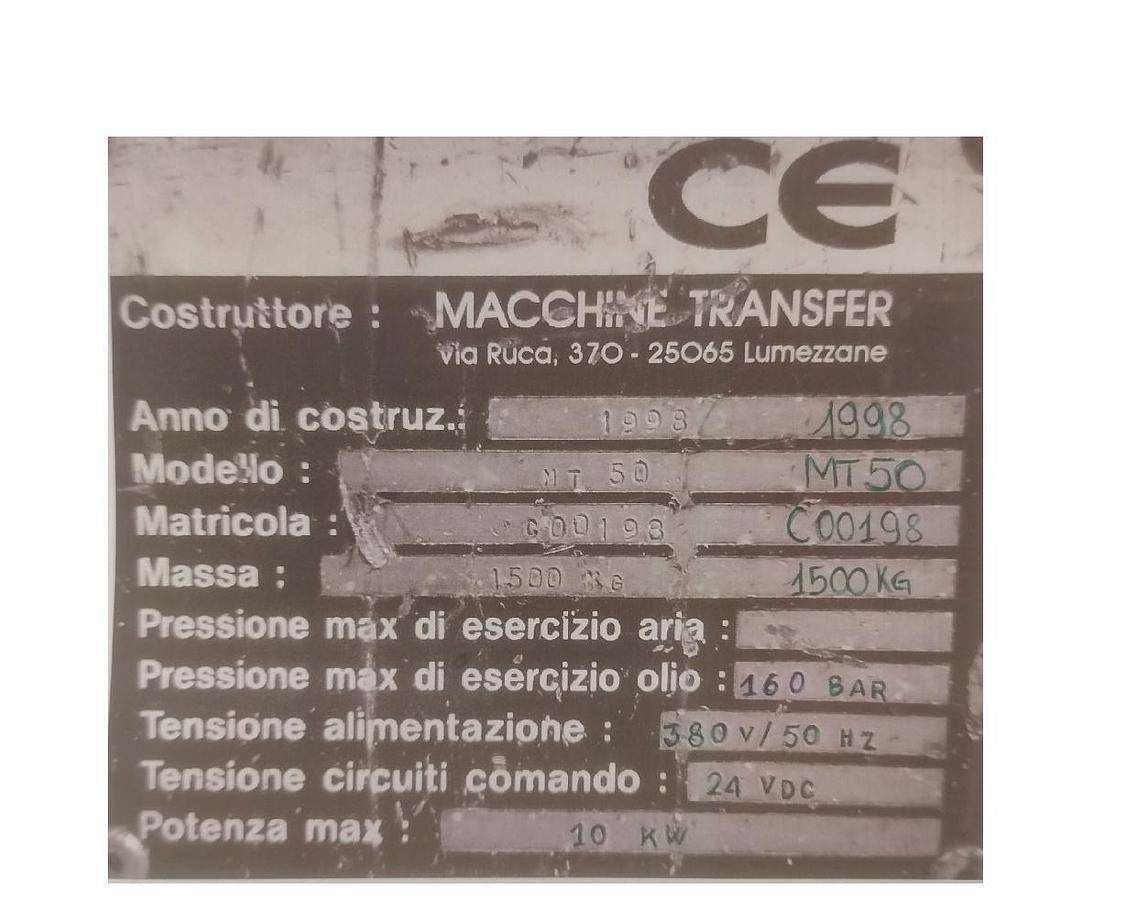 CE
Costruttore : MACCHINE TRANSFER
Via Ruca, 370 - 25065 Lumezzane
Anno di costruz.: 1998 1998
Modello : MT 50 MT50
Matricola : C00198 C00198
Massa : 1500 KG 1500KG
Pressione max di esercizio aria :
Pressione max di esercizio olio : 160 BAR
Tensione alimentazione : 380 V/ 50 HZ
Tensione circuiti comando : 24 VDC
Potenza max : 10 KW